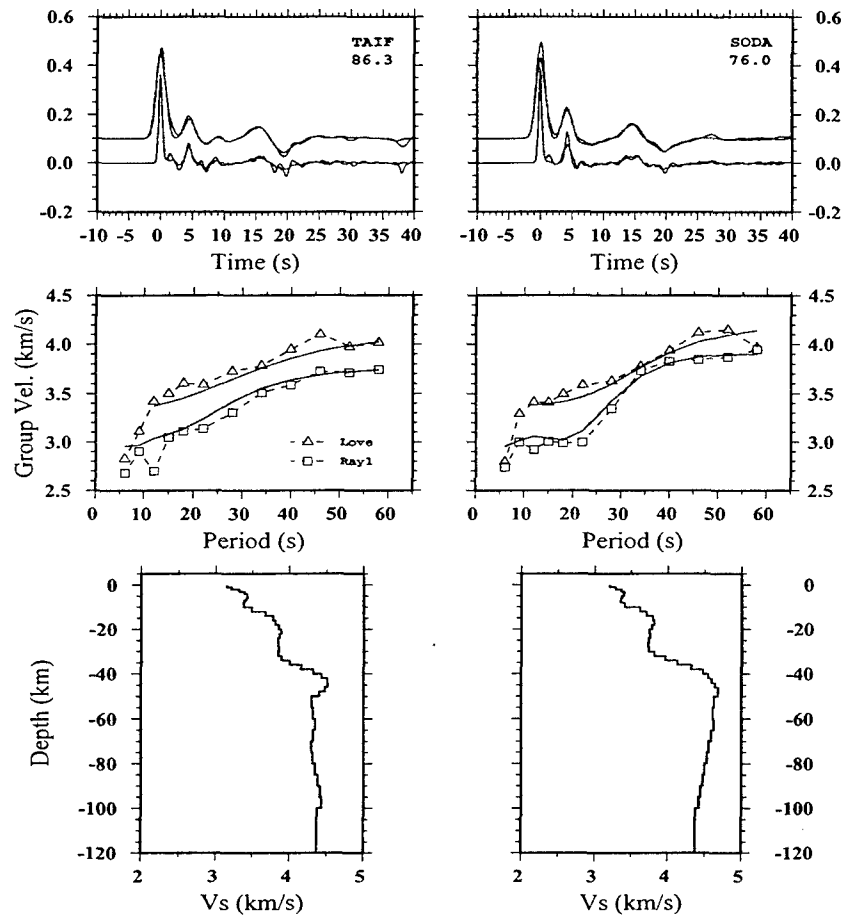 0.6
0.4
0.2
0.0
-0.2
TAIF
86.3
-10 -5 0 5 10 15 20 25 30 35 40
Time (s)
SODA
76.0
0.6
0.4
0.2
0.0
-0.2
-10 -5 0 5 10 15 20 25 30 35 40
Time (s)
Group Vel. (km/s)
4.5
4.0
3.5
3.0
2.5
Love
Rayl
0 10 20 30 40 50 60
Period (s)
4.5
4.0
3.5
3.0
2.5
0 10 20 30 40 50 60
Period (s)
Depth (km)
0
-20
-40
-60
-80
-100
-120
2 3 4 5
Vs (km/s)
0
-20
-40
-60
-80
-100
-120
2 3 4 5
Vs (km/s)